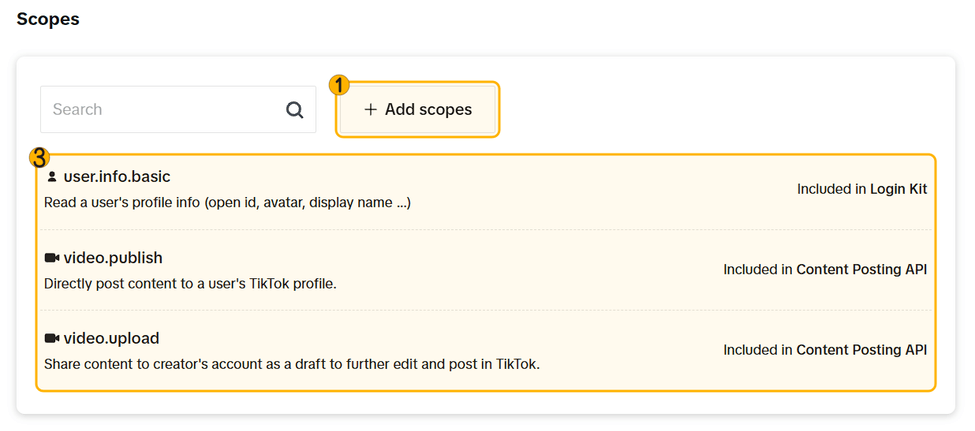 Scopes
1
Search
+ Add scopes
3
user.info.basic
Read a user's profile info (open id, avatar, display name ...)
Included in Login Kit
video.publish
Directly post content to a user's TikTok profile.
Included in Content Posting API
video.upload
Share content to creator's account as a draft to further edit and post in TikTok.
Included in Content Posting API